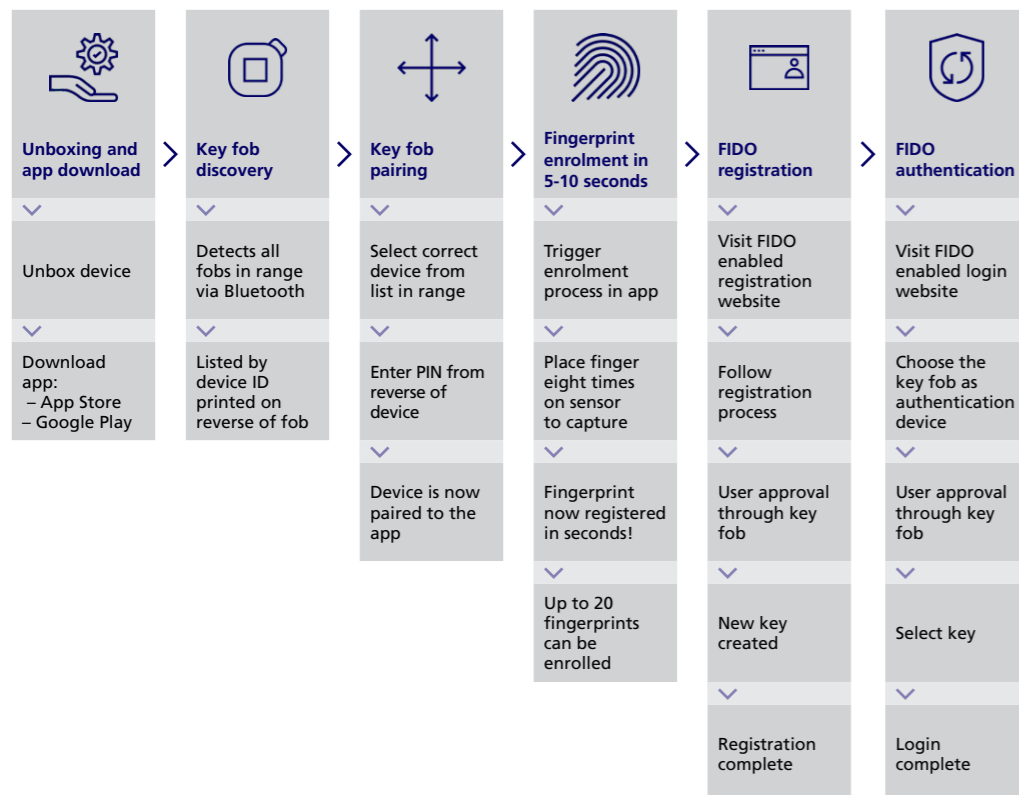 Unboxing and
app download
Unbox device
Download
app:
– App Store
– Google Play
Key fob
discovery
Detects all
fobs in range
via Bluetooth
Listed by
device ID
printed on
reverse of fob
Key fob
pairing
Select correct
device from
list in range
Enter PIN from
reverse of
device
Device is now
paired to the
app
Fingerprint
enrolment in
5-10 seconds
Trigger
enrolment
process in app
Place finger
eight times
on sensor
to capture
Fingerprint
now registered
in seconds!
Up to 20
fingerprints
can be
enrolled
FIDO
registration
Visit FIDO
enabled
registration
website
Follow
registration
process
User approval
through key
fob
New key
created
Registration
complete
FIDO
authentication
Visit FIDO
enabled login
website
Choose the
key fob as
authentication
device
User approval
through key
fob
Select key
Login
complete